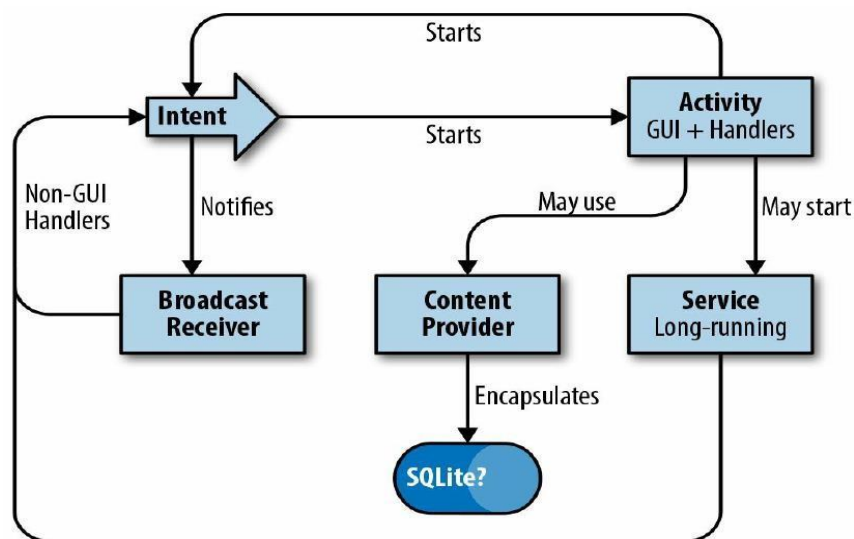 Starts
Intent
Starts
Activity
GUI + Handlers
Non-GUI
Handlers
Notifies
May use
May start
Broadcast
Receiver
Content
Provider
Service
Long-running
Encapsulates
SQLite?